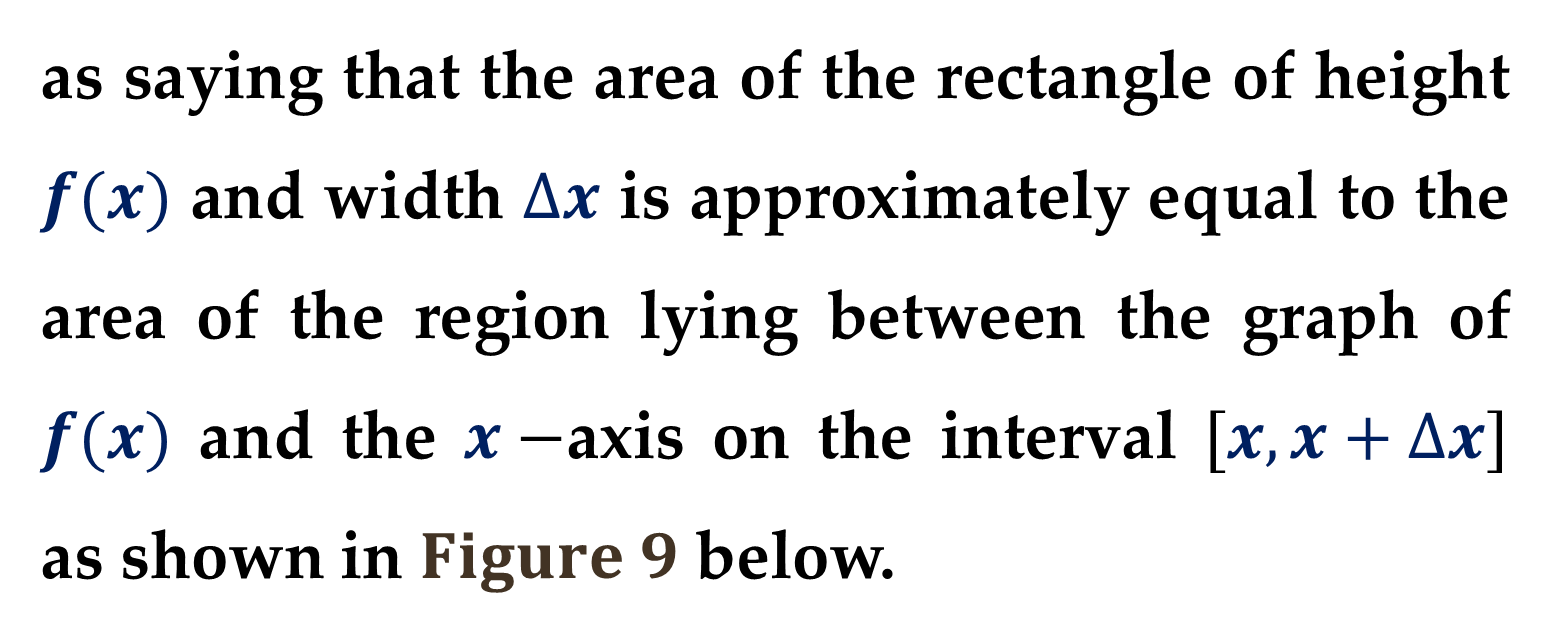 as saying that the area of the rectangle of height
f(x) and width Δx is approximately equal to the
area of the region lying between the graph of
f(x) and the x −axis on the interval [x, x + Δx]
as shown in Figure 9 below.